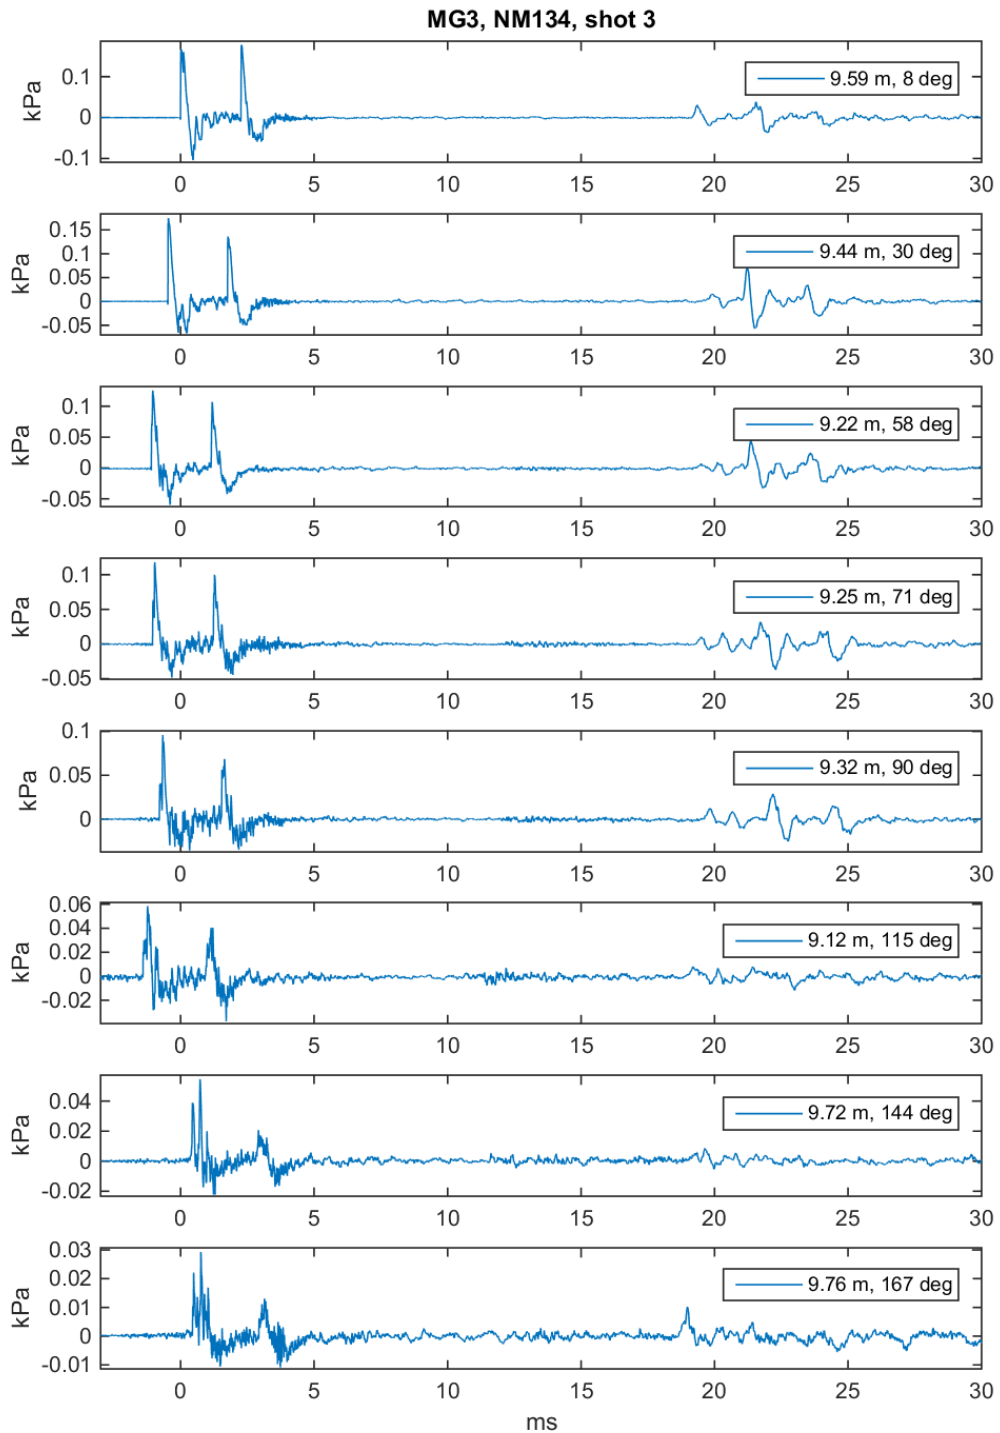 MG3, NM134, shot 3
kPa
0.1
0
-0.1
9.59 m, 8 deg
0 5 10 15 20 25 30
kPa
0.15
0.1
0.05
0
-0.05
9.44 m, 30 deg
0 5 10 15 20 25 30
kPa
0.1
0.05
0
-0.05
9.22 m, 58 deg
0 5 10 15 20 25 30
kPa
0.1
0.05
0
-0.05
9.25 m, 71 deg
0 5 10 15 20 25 30
kPa
0.1
0.05
0
9.32 m, 90 deg
0 5 10 15 20 25 30
kPa
0.06
0.04
0.02
0
-0.02
9.12 m, 115 deg
0 5 10 15 20 25 30
kPa
0.04
0.02
0
-0.02
9.72 m, 144 deg
0 5 10 15 20 25 30
kPa
0.03
0.02
0.01
0
-0.01
9.76 m, 167 deg
0 5 10 15 20 25 30
ms